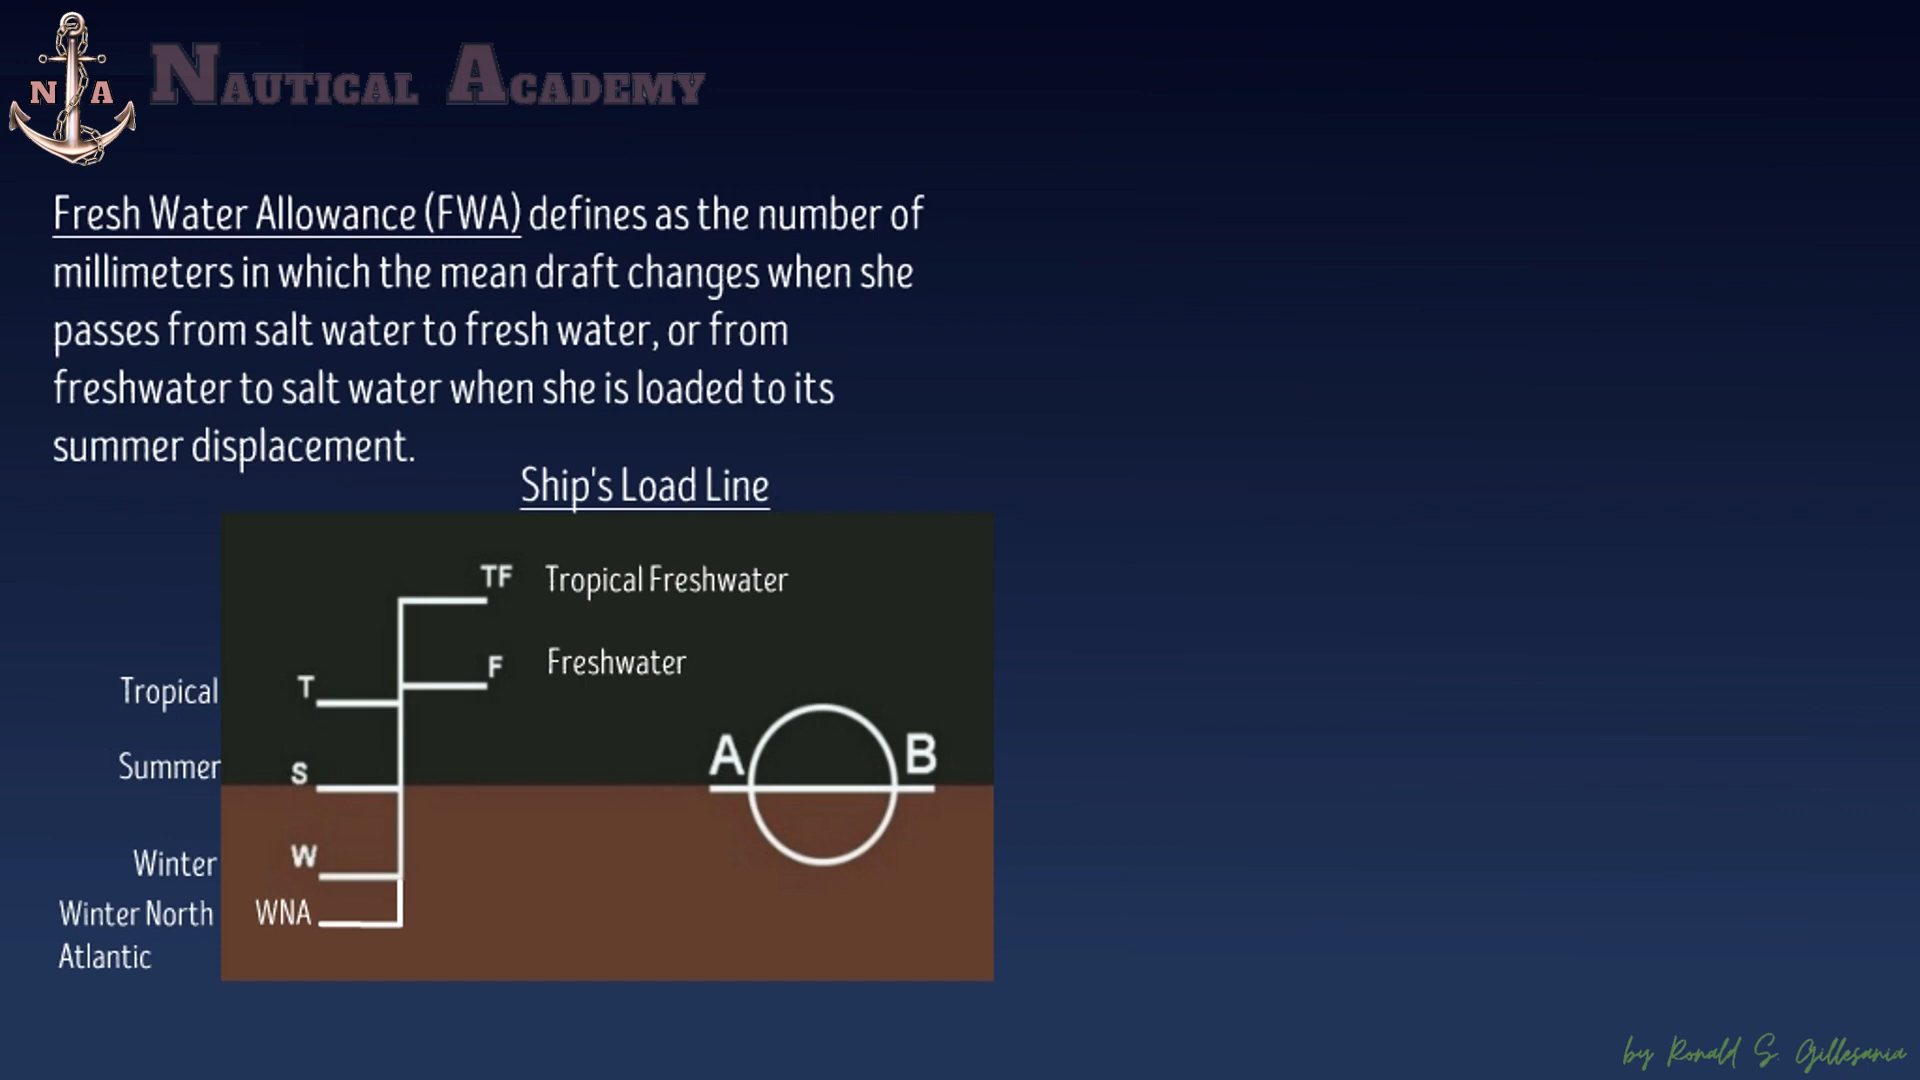 N A
NAUTICAL ACADEMY
Fresh Water Allowance (FWA) defines as the number of
millimeters in which the mean draft changes when she
passes from salt water to fresh water, or from
freshwater to salt water when she is loaded to its
summer displacement.
Ship's Load Line
TF Tropical Freshwater
F Freshwater
Tropical T
A B
Summer S
Winter W
Winter North WNA
Atlantic
by Ronald S. Gillesania